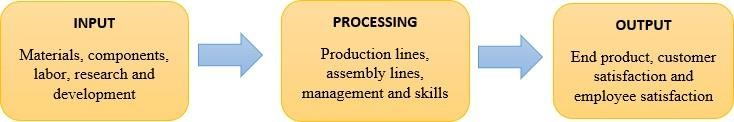 INPUT
Materials, components,
labor, research and
development
PROCESSING
Production lines,
assembly lines,
management and skills
OUTPUT
End product, customer
satisfaction and
employee satisfaction